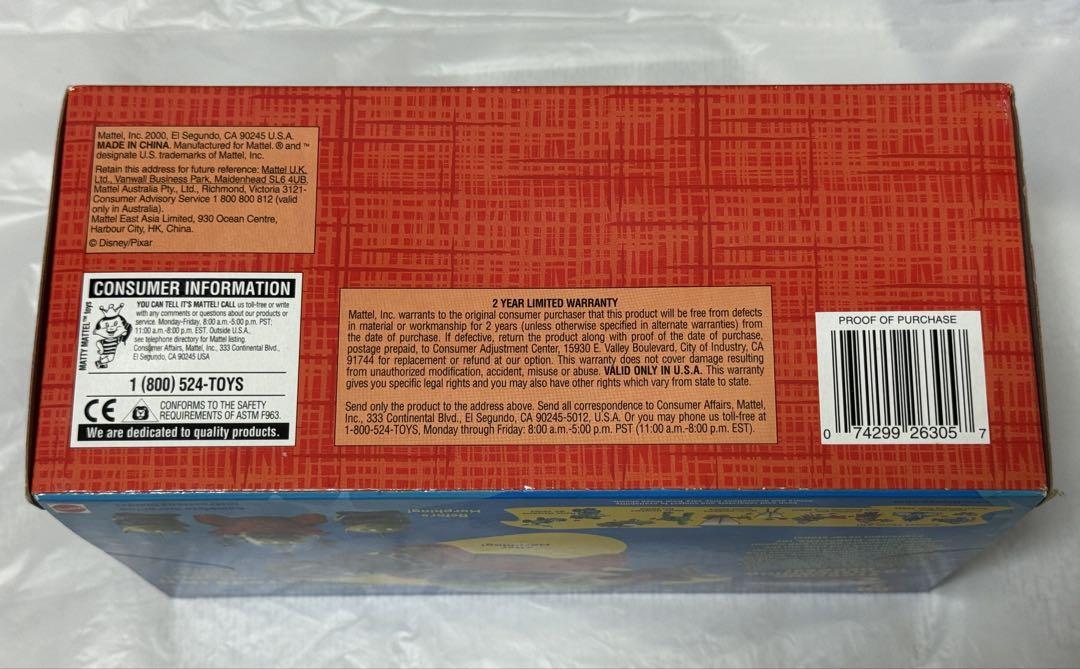 Mattel, Inc. 2000, El Segundo, CA 90245 U.S.A.
MADE IN CHINA. Manufactured for Mattel. ® and ™
designate U.S. trademarks of Mattel, Inc.
Retain this address for future reference: Mattel U.K.
Ltd., Vanwall Business Park, Maidenhead SL6 4UB.
Mattel Australia Pty., Ltd., Richmond, Victoria 3121-
Consumer Advisory Service 1 800 800 812 (valid
only in Australia).
Mattel East Asia Limited, 930 Ocean Centre,
Harbour City, HK, China.
© Disney/Pixar
CONSUMER INFORMATION
MATTY MATTEL™ toys
YOU CAN TELL IT'S MATTEL! CALL us toll-free or write
with any comments or questions about our products or
service. Monday-Friday, 8:00 a.m.-5:00 p.m. PST;
11:00 a.m.-8:00 p.m. EST. Outside U.S.A.,
see telephone directory for Mattel listing.
Consumer Affairs, Mattel, Inc., 333 Continental Blvd.,
El Segundo, CA 90245 USA
1 (800) 524-TOYS
CE
CONFORMS TO THE SAFETY
REQUIREMENTS OF ASTM F963.
We are dedicated to quality products.
2 YEAR LIMITED WARRANTY
Mattel, Inc. warrants to the original consumer purchaser that this product will be free from defects
in material or workmanship for 2 years (unless otherwise specified in alternate warranties) from
the date of purchase. If defective, return the product along with proof of the date of purchase,
postage prepaid, to Consumer Adjustment Center, 15930 E. Valley Boulevard, City of Industry, CA
91744 for replacement or refund at our option. This warranty does not cover damage resulting
from unauthorized modification, accident, misuse or abuse. VALID ONLY IN U.S.A. This warranty
gives you specific legal rights and you may also have other rights which vary from state to state.
Send only the product to the address above. Send all correspondence to Consumer Affairs, Mattel,
Inc., 333 Continental Blvd., El Segundo, CA 90245-5012, U.S.A. Or you may phone us toll-free at
1-800-524-TOYS, Monday through Friday: 8:00 a.m.-5:00 p.m. PST (11:00 a.m.-8:00 p.m. EST).
PROOF OF PURCHASE
0 74299 26305 7
Before
Morphing!